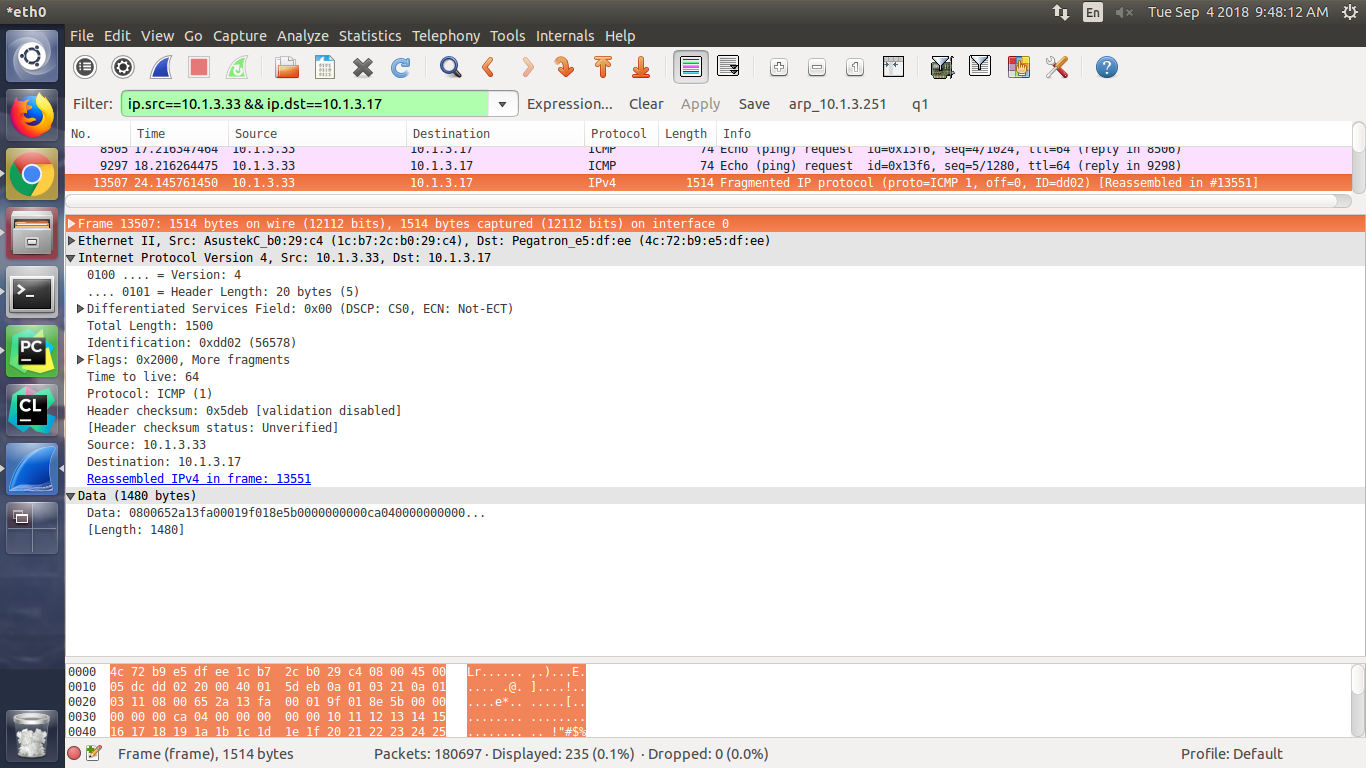 *eth0
En
Tue Sep 4 2018 9:48:12 AM
File Edit View Go Capture Analyze Statistics Telephony Tools Internals Help
Filter: ip.src==10.1.3.33 && ip.dst==10.1.3.17 Expression... Clear Apply Save arp_10.1.3.251 q1
No. Time Source Destination Protocol Length Info
8505 17.216347464 10.1.3.33 10.1.3.17 ICMP 74 Echo (ping) request id=0x13f6, seq=4/1024, ttl=64 (reply in 8506)
9297 18.216264475 10.1.3.33 10.1.3.17 ICMP 74 Echo (ping) request id=0x13f6, seq=5/1280, ttl=64 (reply in 9298)
13507 24.145761450 10.1.3.33 10.1.3.17 IPv4 1514 Fragmented IP protocol (proto=ICMP 1, off=0, ID=dd02) [Reassembled in #13551]
Frame 13507: 1514 bytes on wire (12112 bits), 1514 bytes captured (12112 bits) on interface 0
Ethernet II, Src: AsustekC_b0:29:c4 (1c:b7:2c:b0:29:c4), Dst: Pegatron_e5:df:ee (4c:72:b9:e5:df:ee)
Internet Protocol Version 4, Src: 10.1.3.33, Dst: 10.1.3.17
0100 .... = Version: 4
.... 0101 = Header Length: 20 bytes (5)
Differentiated Services Field: 0x00 (DSCP: CS0, ECN: Not-ECT)
Total Length: 1500
Identification: 0xdd02 (56578)
Flags: 0x2000, More fragments
Time to live: 64
Protocol: ICMP (1)
Header checksum: 0x5deb [validation disabled]
[Header checksum status: Unverified]
Source: 10.1.3.33
Destination: 10.1.3.17
Reassembled IPv4 in frame: 13551
Data (1480 bytes)
Data: 0800652a13fa00019f018e5b0000000000ca040000000000...
[Length: 1480]
PC
CL
0000 4c 72 b9 e5 df ee 1c b7 2c b0 29 c4 08 00 45 00 Lr...... ,.)...E.
0010 05 dc dd 02 20 00 40 01 5d eb 0a 01 03 21 0a 01 .... .@. ]....!..
0020 03 11 08 00 65 2a 13 fa 00 01 9f 01 8e 5b 00 00 ....e*.. .....[..
0030 00 00 00 ca 04 00 00 00 00 00 10 11 12 13 14 15 ........ ........
0040 16 17 18 19 1a 1b 1c 1d 1e 1f 20 21 22 23 24 25 ........ .. !"#$%
Frame (frame), 1514 bytes
Packets: 180697 · Displayed: 235 (0.1%) · Dropped: 0 (0.0%)
Profile: Default